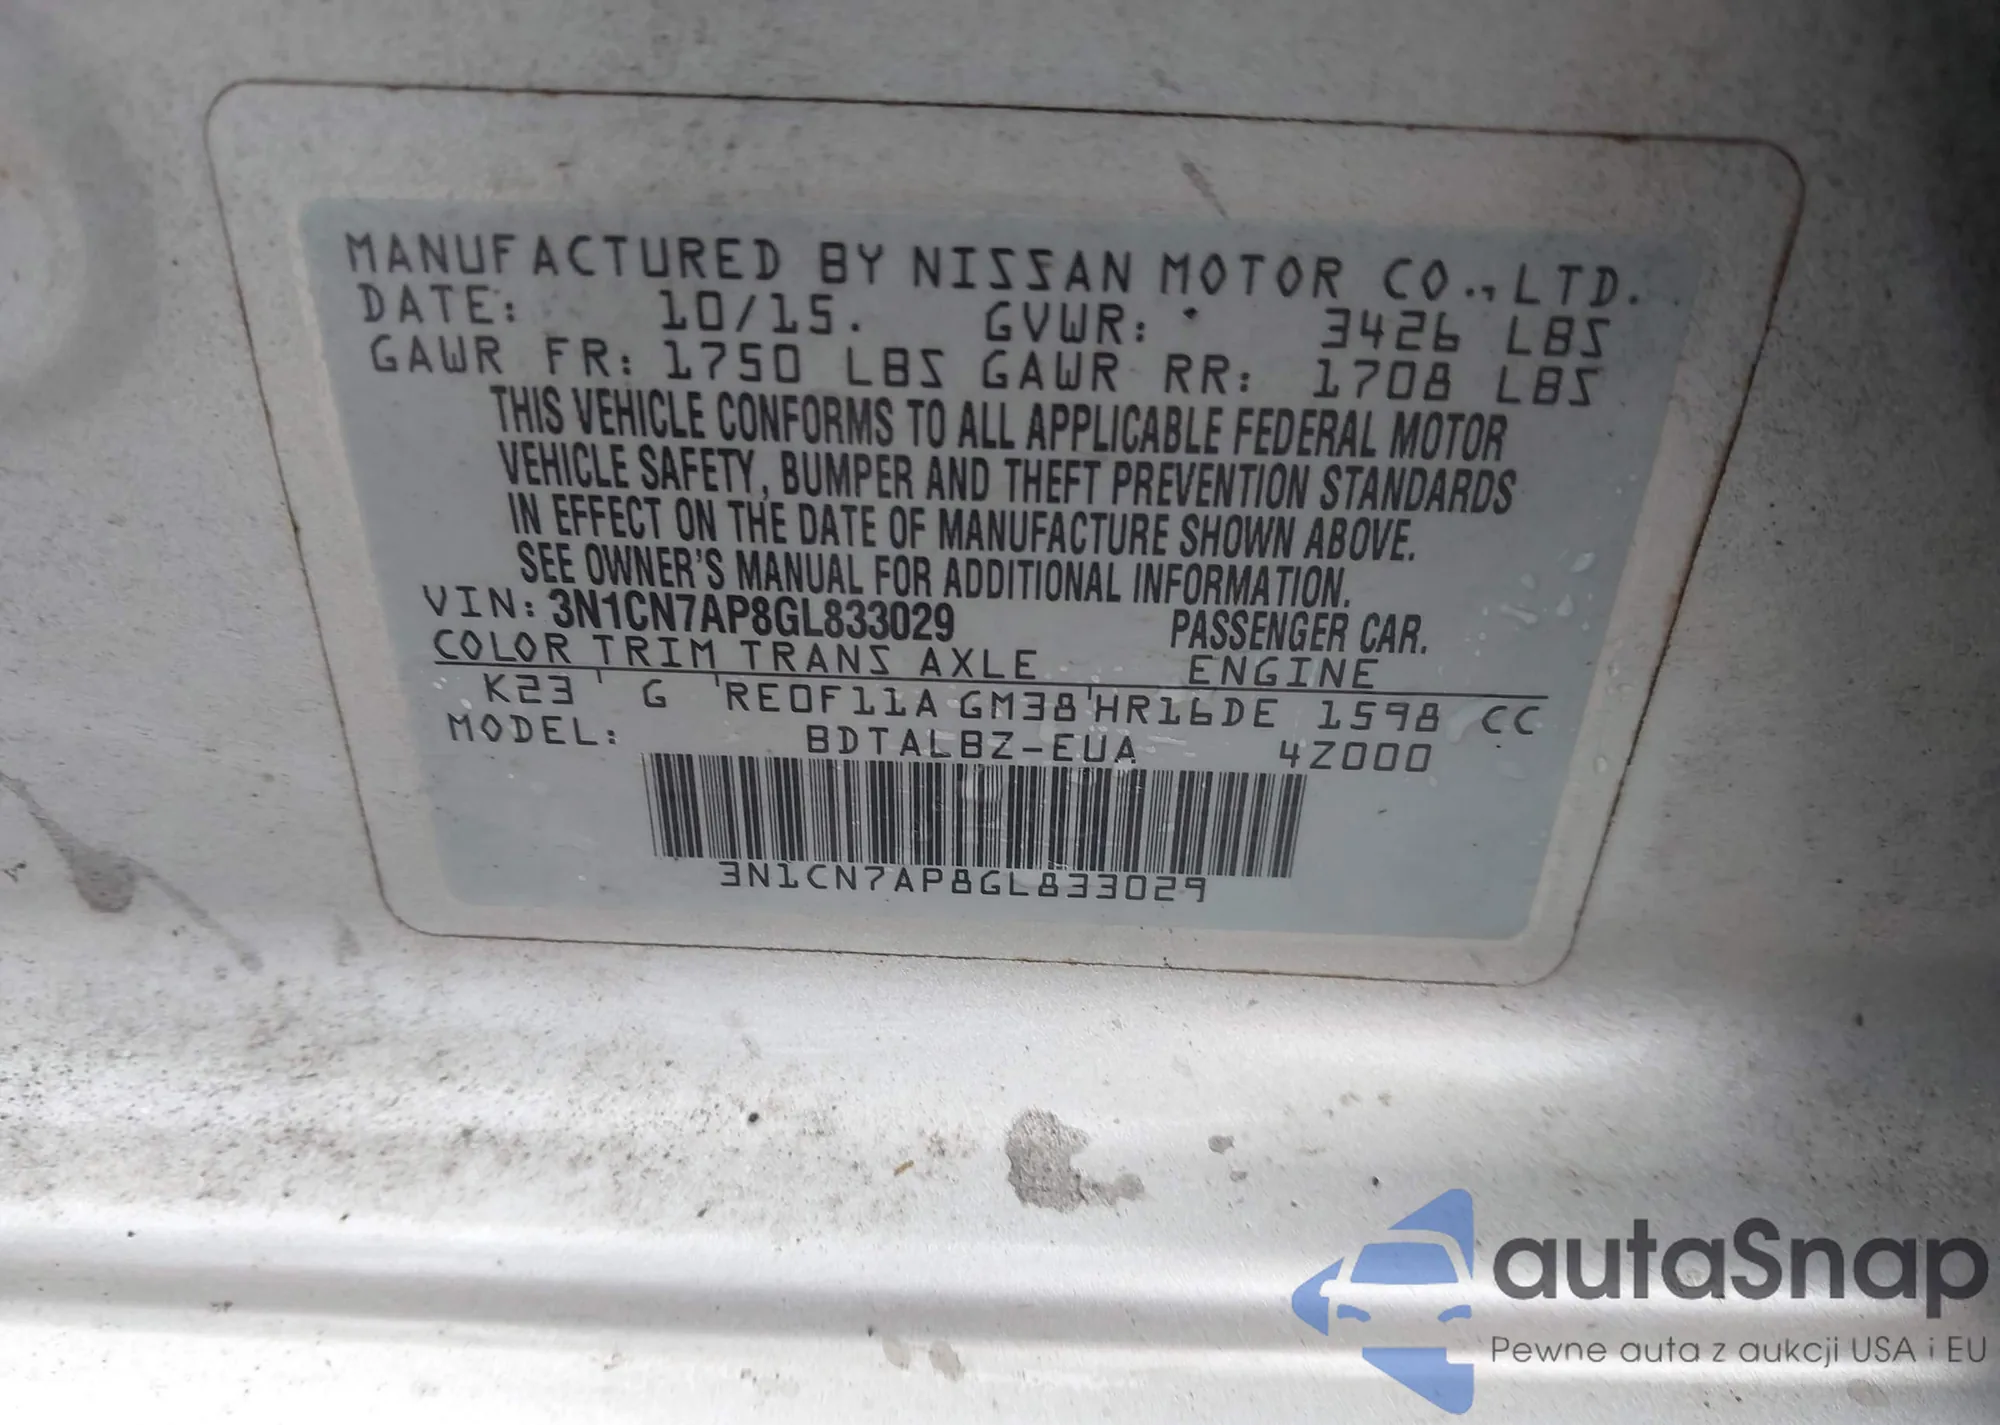 MANUFACTURED BY NISSAN MOTOR CO., LTD.
DATE: 10/15. GVWR: 3426 LBS
GAWR FR: 1750 LBS GAWR RR: 1708 LBS
THIS VEHICLE CONFORMS TO ALL APPLICABLE FEDERAL MOTOR
VEHICLE SAFETY, BUMPER AND THEFT PREVENTION STANDARDS
IN EFFECT ON THE DATE OF MANUFACTURE SHOWN ABOVE.
SEE OWNER'S MANUAL FOR ADDITIONAL INFORMATION.
VIN: 3N1CN7AP8GL833029 PASSENGER CAR.
COLOR TRIM TRANS AXLE ENGINE
K23 G RE0F11A GM38 HR16DE 1598 CC
MODEL: BDTALBZ-EUA 4Z000
3N1CN7AP8GL833029
autaSnap
Pewne auta z aukcji USA i EU